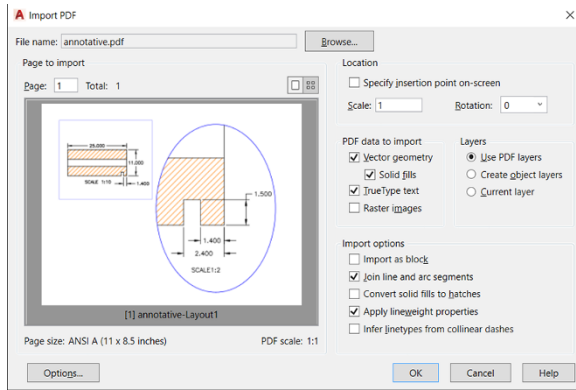 A Import PDF
File name: annotative.pdf Browse...
Page to import
Page: 1 Total: 1
25.000
11.000
SCALE 1/10
1.400
1.500
1.400
2.400
SCALE1:2
[1] annotative-Layout1
Page size: ANSI A (11 x 8.5 inches) PDF scale: 1:1
Location
Specify insertion point on-screen
Scale: 1 Rotation: 0
PDF data to import
Vector geometry
Solid fills
TrueType text
Raster images
Layers
Use PDF layers
Create object layers
Current layer
Import options
Import as block
Join line and arc segments
Convert solid fills to hatches
Apply lineweight properties
Infer linetypes from collinear dashes
Options... OK Cancel Help